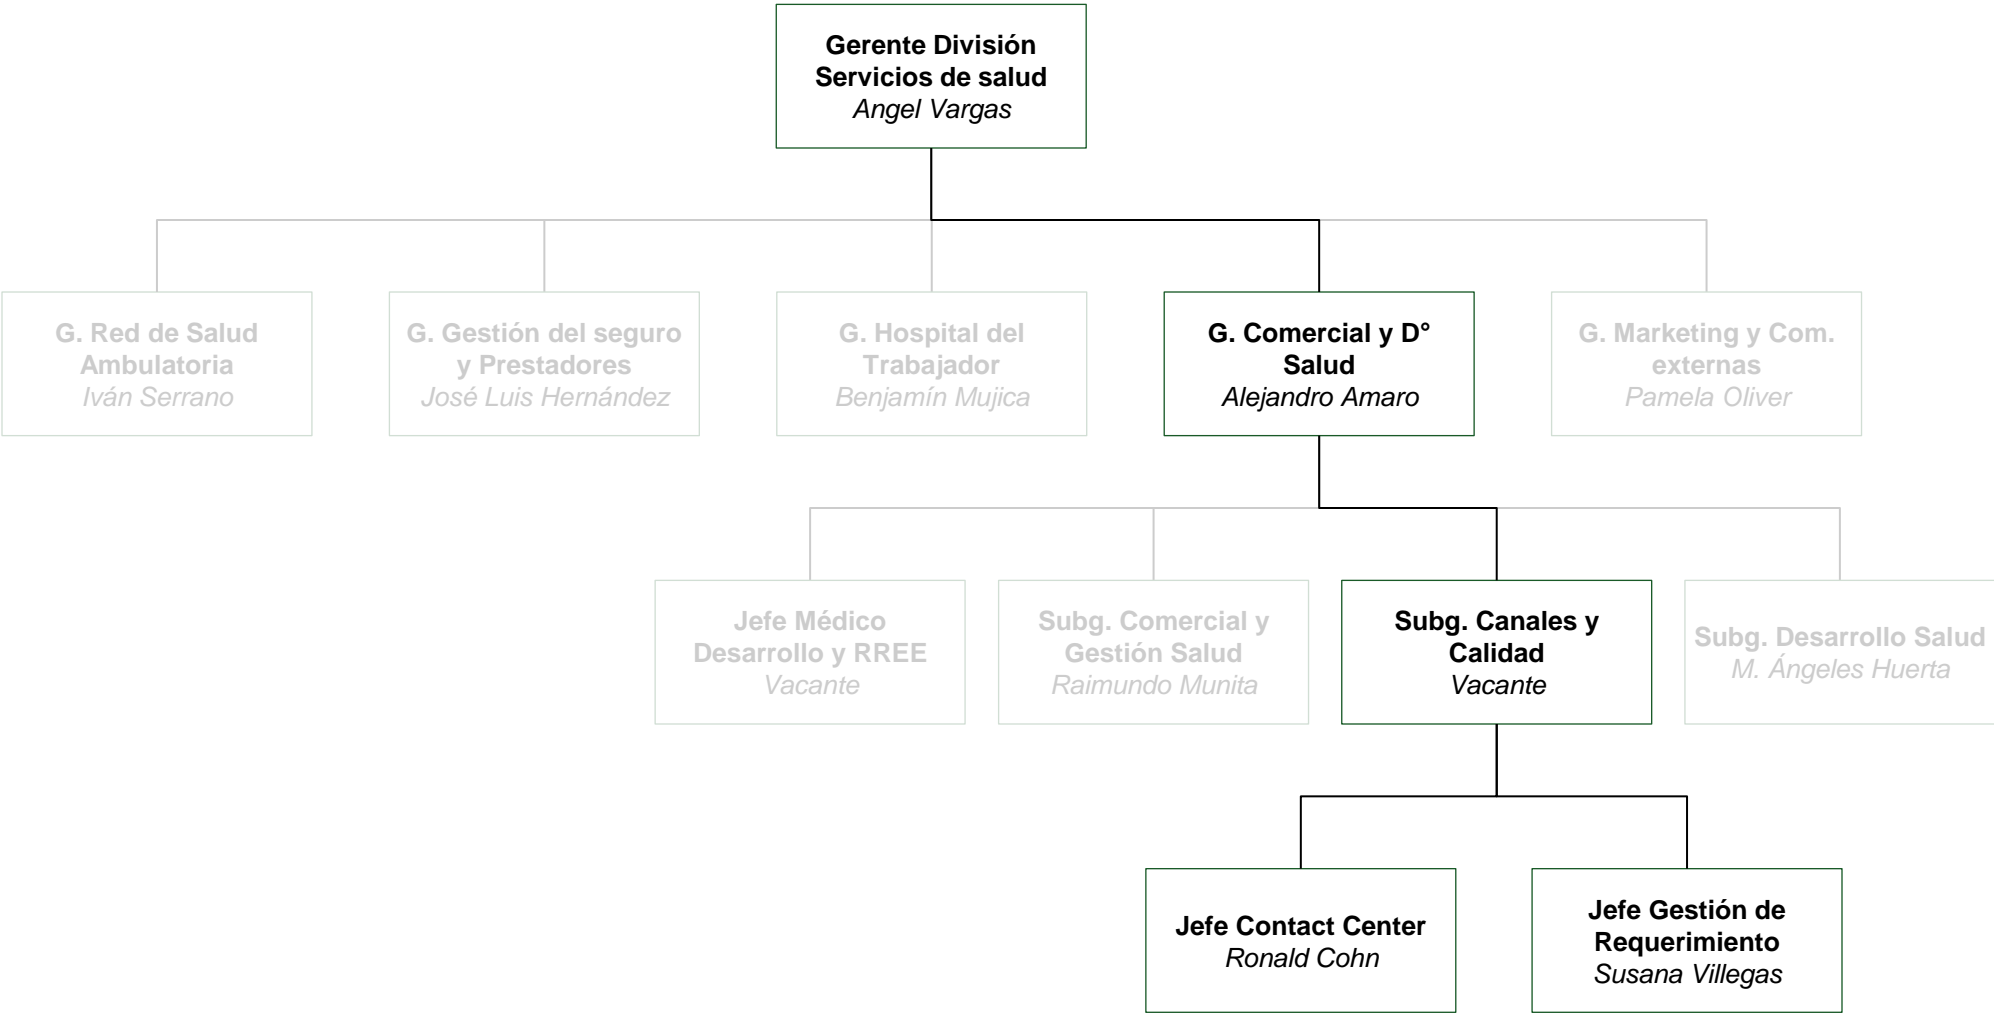 Gerente División
Servicios de salud
Angel Vargas
G. Red de Salud
Ambulatoria
Iván Serrano
G. Gestión del seguro
y Prestadores
José Luis Hernández
G. Hospital del
Trabajador
Benjamín Mujica
G. Comercial y D°
Salud
Alejandro Amaro
G. Marketing y Com.
externas
Pamela Oliver
Jefe Médico
Desarrollo y RREE
Vacante
Subg. Comercial y
Gestión Salud
Raimundo Munita
Subg. Canales y
Calidad
Vacante
Subg. Desarrollo Salud
M. Ángeles Huerta
Jefe Contact Center
Ronald Cohn
Jefe Gestión de
Requerimiento
Susana Villegas